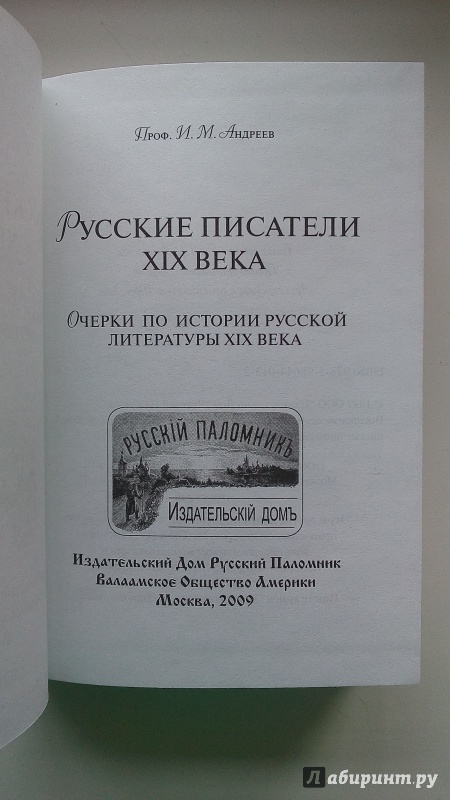 Проф. И. М. Андреев
Русские писатели
XIX века
Очерки по истории русской
литературы XIX века
Русскій Паломникъ
Издательскій домъ
Издательский Дом Русский Паломник
Валаамское Общество Америки
Москва, 2009
Лабиринт.ру